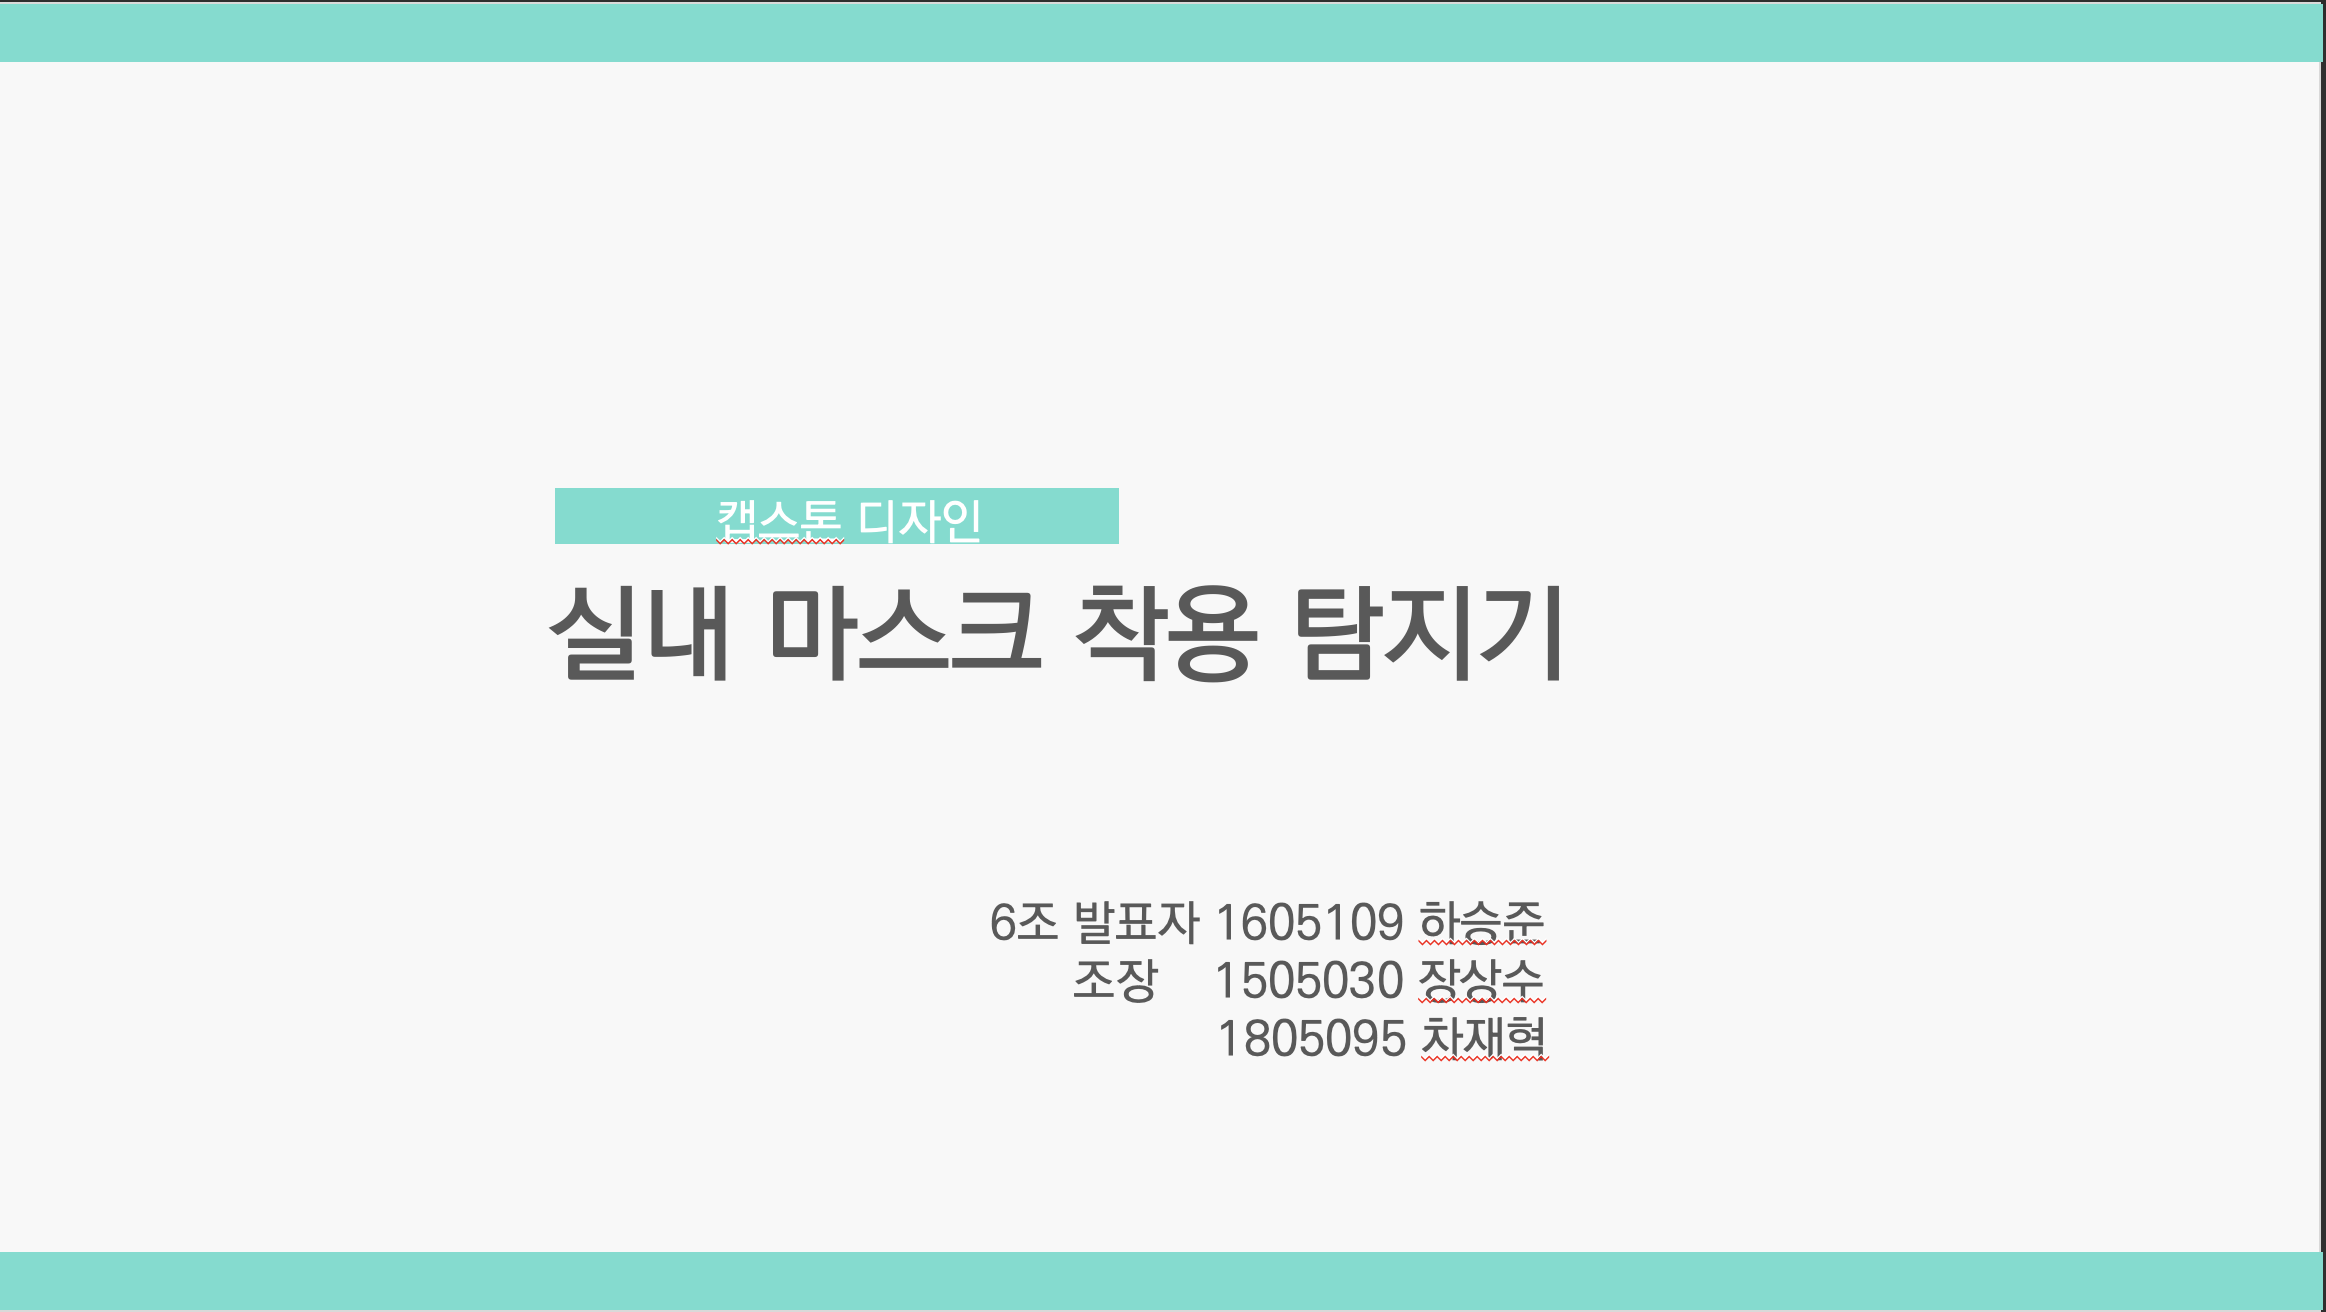 캡스톤 디자인
실내 마스크 착용 탐지기
6조 발표자 1605109 하승준
조장 1505030 장상수
1805095 차재혁